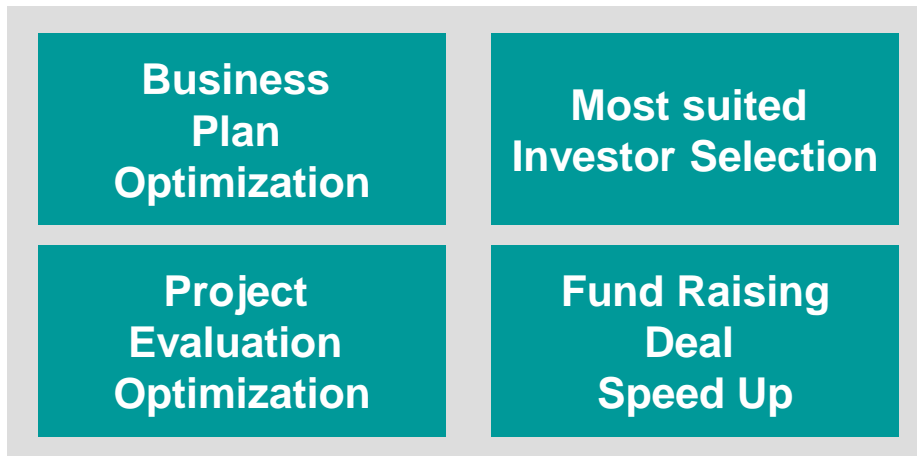 Business
Plan
Optimization
Most suited
Investor Selection
Project
Evaluation
Optimization
Fund Raising
Deal
Speed Up